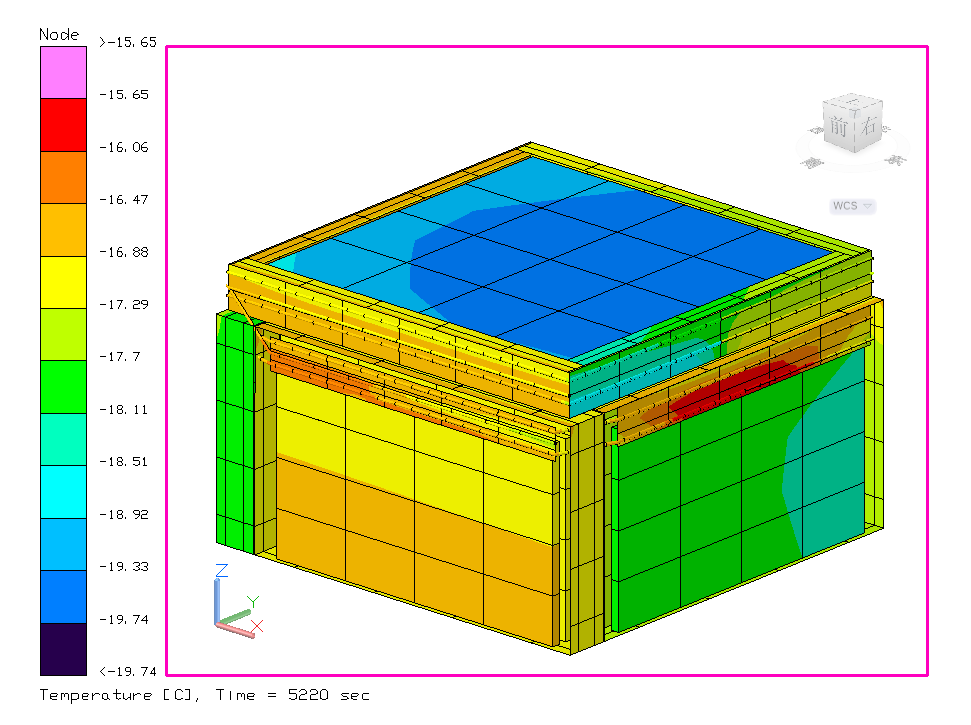 Node
>-15.65
-15.65
-16.06
-16.47
-16.88
-17.29
-17.7
-18.11
-18.51
-18.92
-19.33
-19.74
<-19.74
上
前 右
WCS
Z
Y
X
Temperature [C], Time = 5220 sec